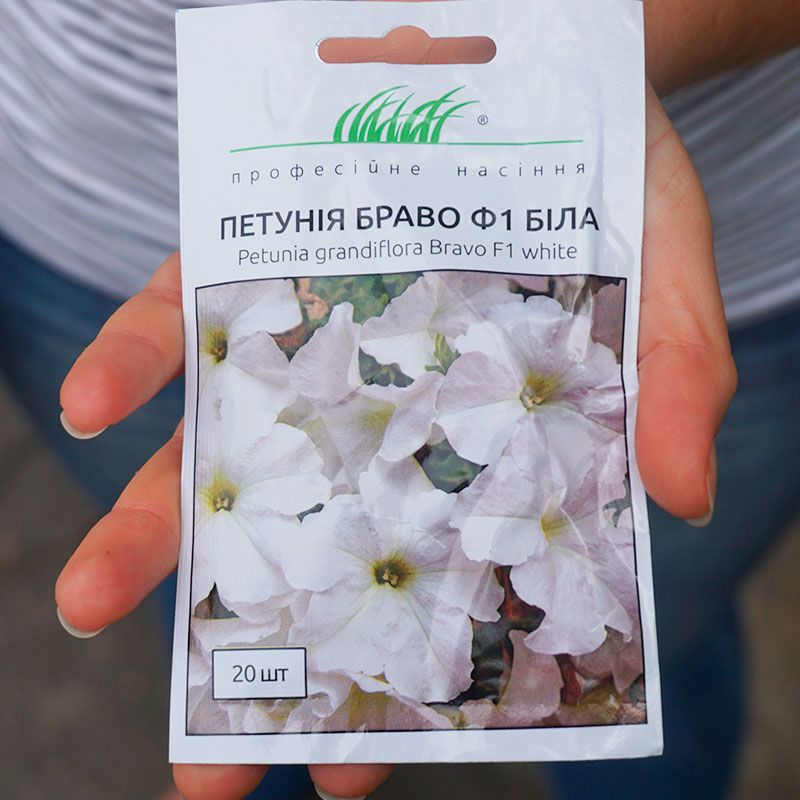 ®
професійне насіння
ПЕТУНІЯ БРАВО Ф1 БІЛА
Petunia grandiflora Bravo F1 white
20 шт